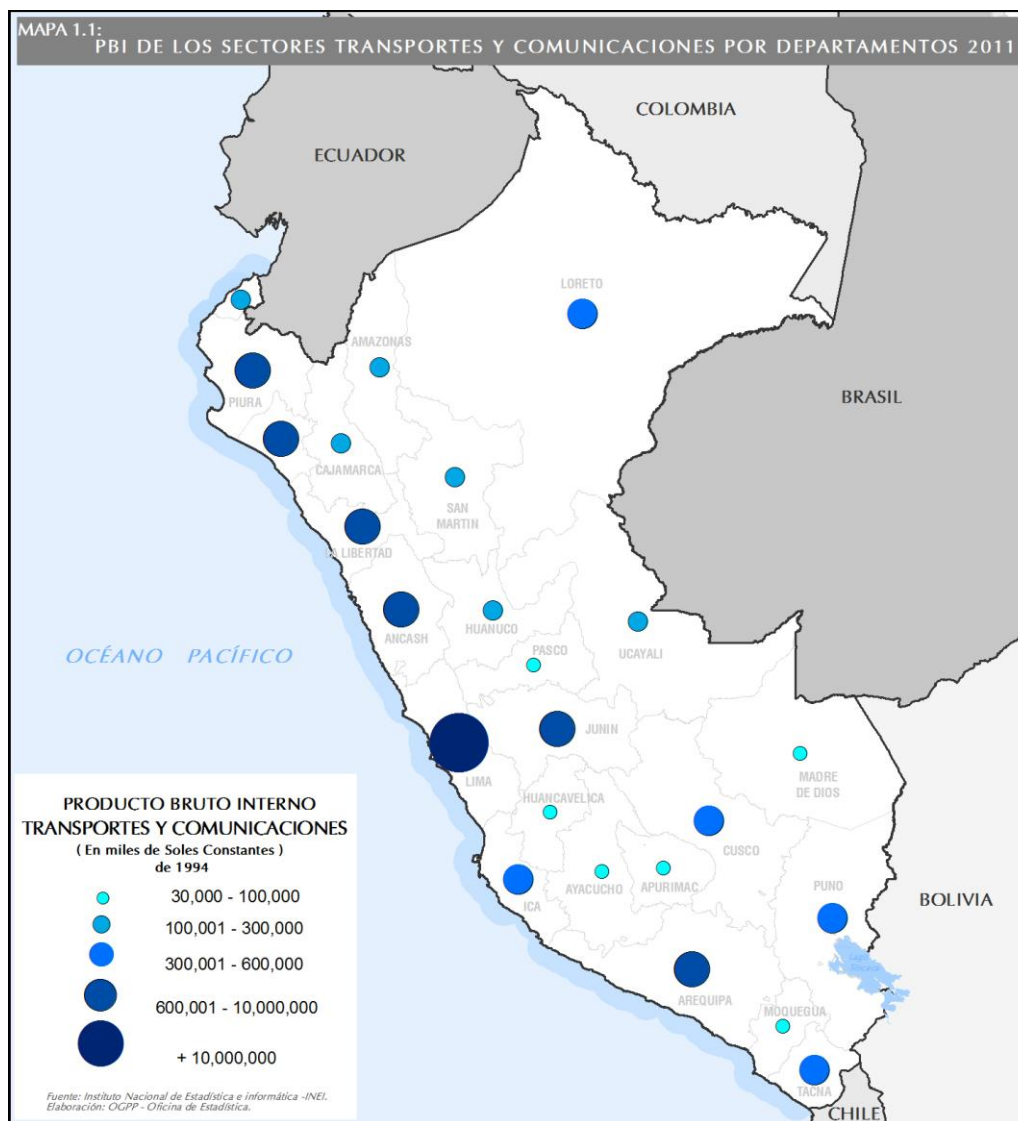 MAPA 1.1:
PBI DE LOS SECTORES TRANSPORTES Y COMUNICACIONES POR DEPARTAMENTOS 2011
COLOMBIA
ECUADOR
LORETO
AMAZONAS
BRASIL
PIURA
CAJAMARCA
SAN
MARTIN
LA LIBERTAD
ANCASH
HUANUCO
UCAYALI
PASCO
OCÉANO PACÍFICO
JUNIN
LIMA
MADRE
DE DIOS
HUANCAVELICA
CUSCO
AYACUCHO
APURIMAC
ICA
PUNO
BOLIVIA
Lago
Titicaca
AREQUIPA
MOQUEGUA
TACNA
CHILE
PRODUCTO BRUTO INTERNO
TRANSPORTES Y COMUNICACIONES
( En miles de Soles Constantes )
de 1994
30,000 - 100,000
100,001 - 300,000
300,001 - 600,000
600,001 - 10,000,000
+ 10,000,000
Fuente: Instituto Nacional de Estadística e informática -INEI.
Elaboración: OGPP - Oficina de Estadística.